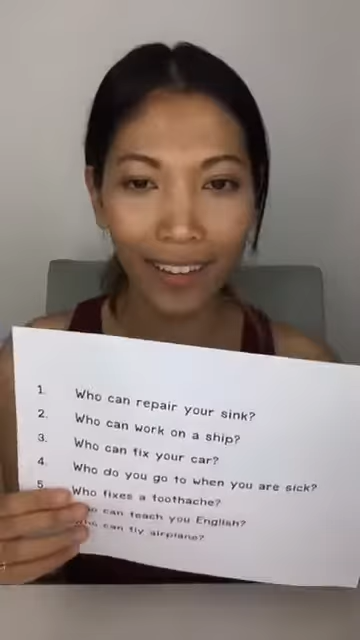 1. Who can repair your sink?
2. Who can work on a ship?
3. Who can fix your car?
4. Who do you go to when you are sick?
5. Who fixes a toothache?
can teach you English?
can fly airplane?